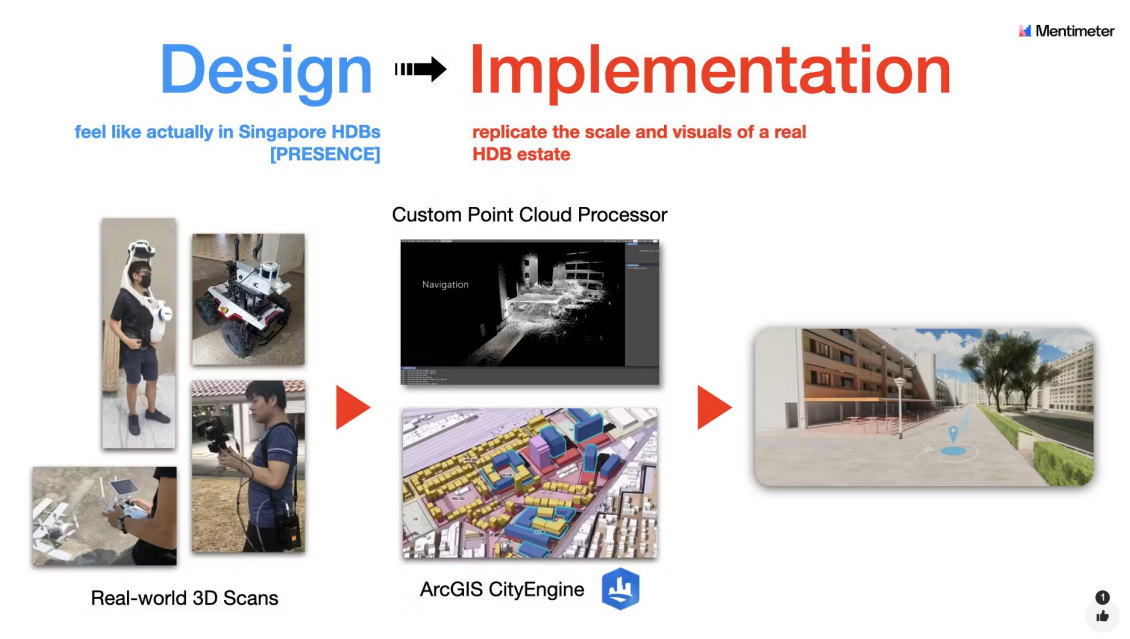 Mentimeter
Design
Implementation
feel like actually in Singapore HDBs
[PRESENCE]
replicate the scale and visuals of a real
HDB estate
Custom Point Cloud Processor
Navigation
Real-world 3D Scans
ArcGIS CityEngine
1